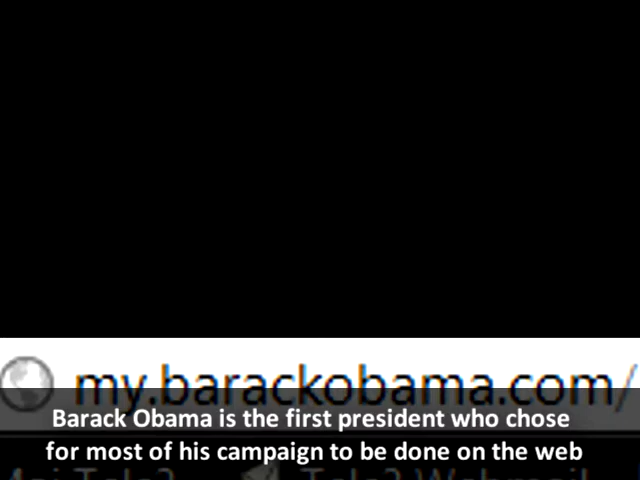 my.barackobama.com/
Barack Obama is the first president who chose
for most of his campaign to be done on the web